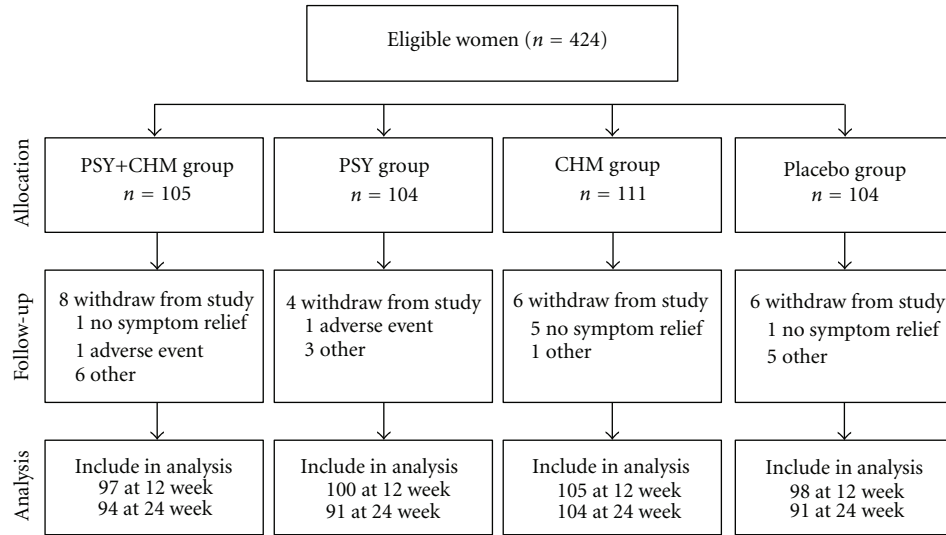 Eligible women (n = 424)
Allocation
PSY+CHM group
n = 105
PSY group
n = 104
CHM group
n = 111
Placebo group
n = 104
Follow-up
8 withdraw from study
1 no symptom relief
1 adverse event
6 other
4 withdraw from study
1 adverse event
3 other
6 withdraw from study
5 no symptom relief
1 other
6 withdraw from study
1 no symptom relief
5 other
Analysis
Include in analysis
97 at 12 week
94 at 24 week
Include in analysis
100 at 12 week
91 at 24 week
Include in analysis
105 at 12 week
104 at 24 week
Include in analysis
98 at 12 week
91 at 24 week